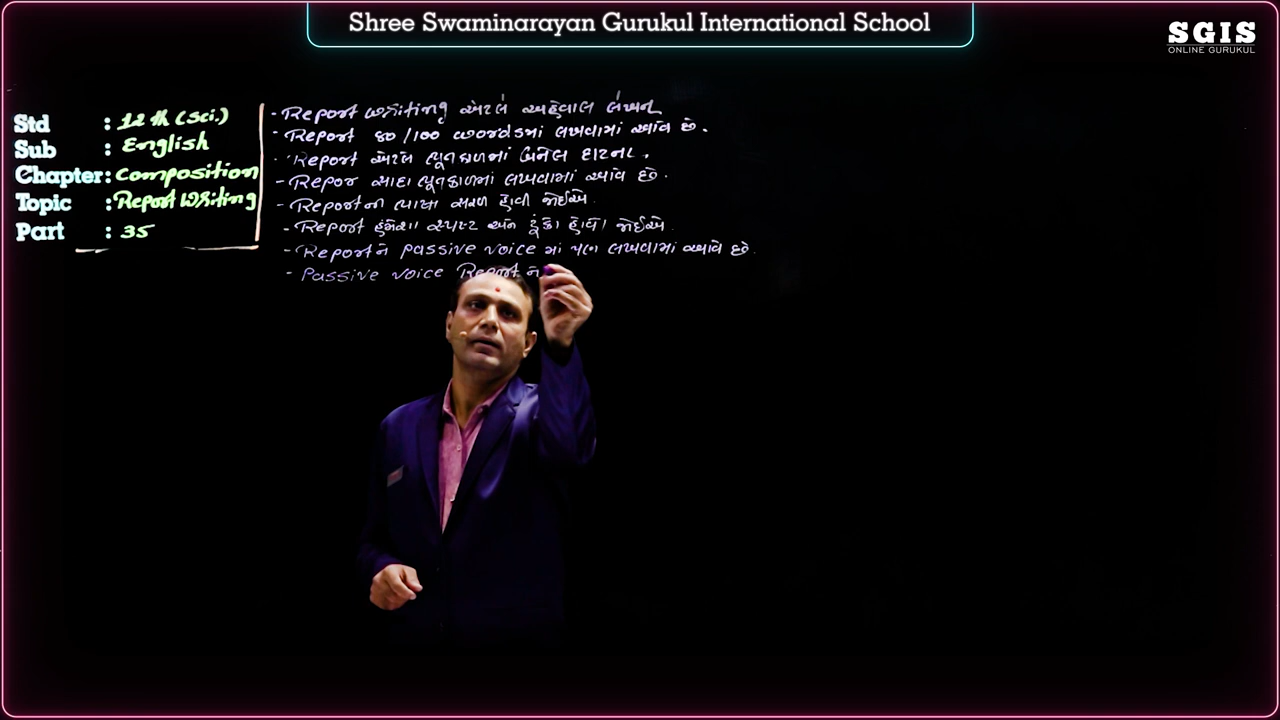 Shree Swaminarayan Gurukul International School
SGIS
ONLINE GURUKUL
Std : 12 th (sci.)
Sub : English
Chapter: Composition
Topic : Report Writing
Part : 35
- Report writing એટલે અહેવાલ લેખન
- Report 80/100 words માં લખવામાં આવે છે.
- Report એટલે ભૂતકાળમાં બનેલ ઘટના.
- Repor સાદા ભૂતકાળમાં લખવામાં આવે છે.
- Report ની ભાષા સરળ હોવી જોઈએ.
- Report હંમેશા સ્પષ્ટ અને ટૂંકો હોવો જોઈએ.
- Report ને passive voice માં પણ લખવામાં આવે છે.
- Passive voice Report ને